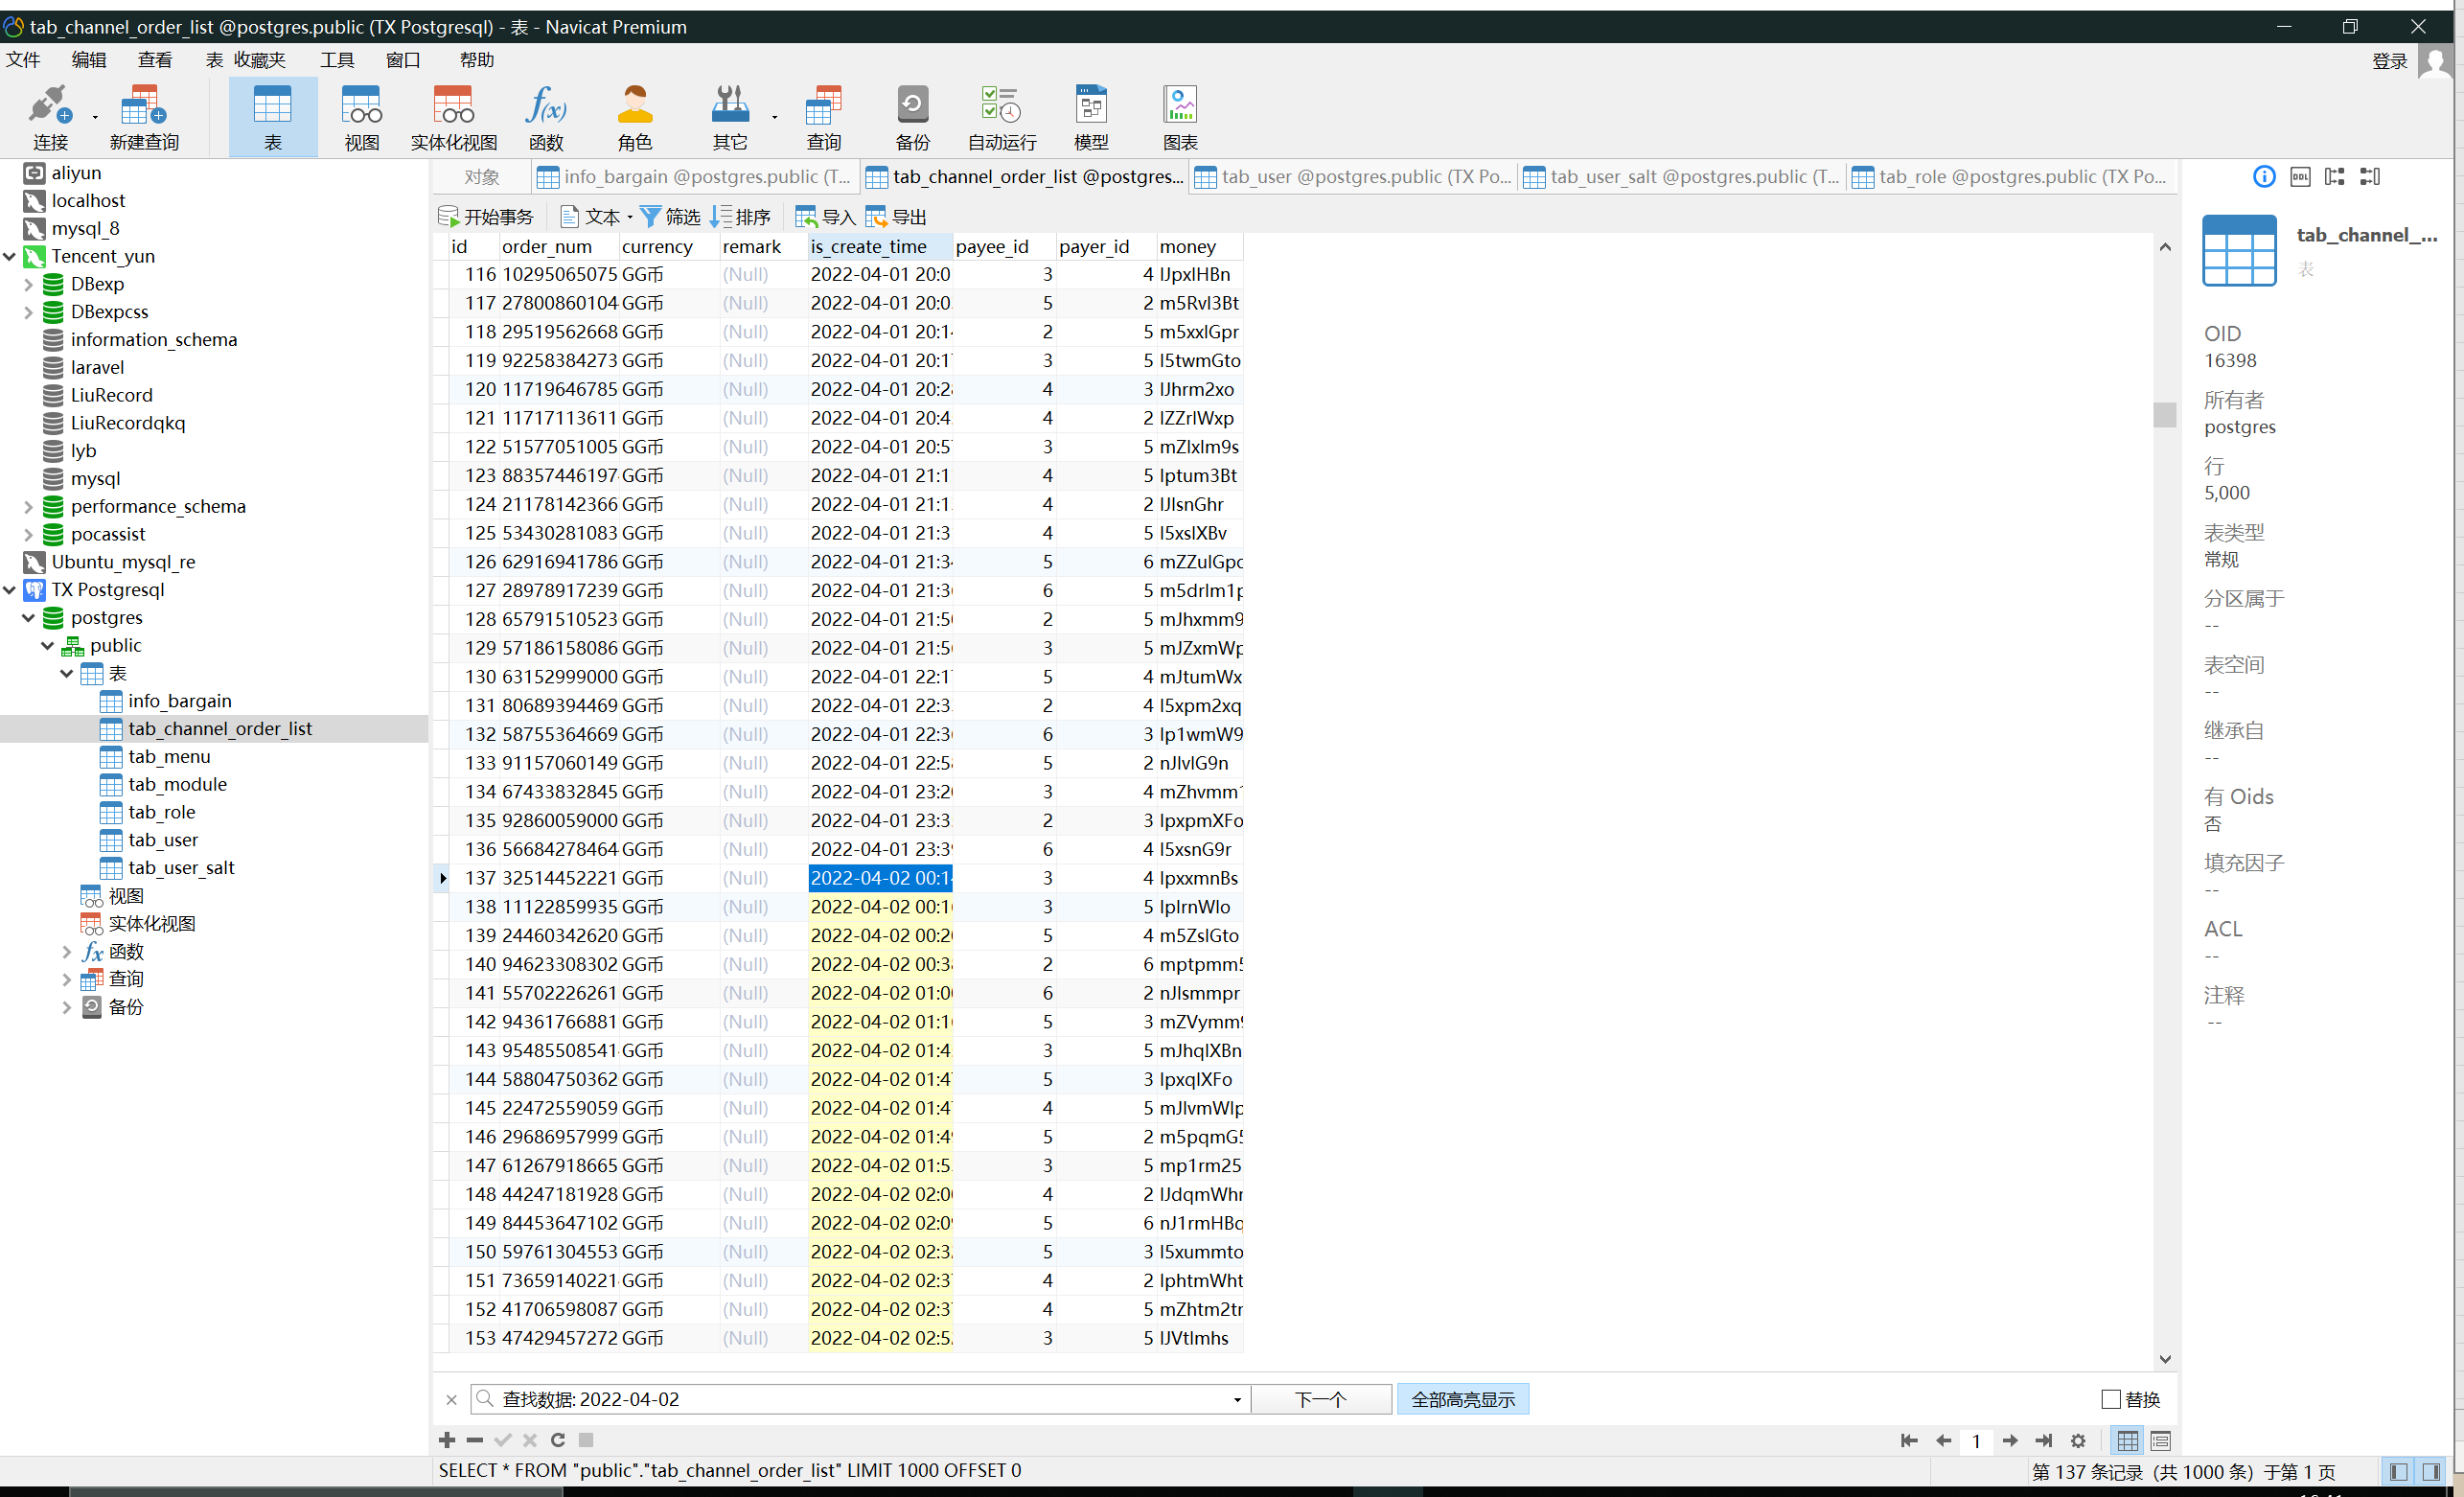 tab_channel_order_list @postgres.public (TX Postgresql) - 表 - Navicat Premium
文件 编辑 查看 表 收藏夹 工具 窗口 帮助 登录
连接 新建查询 表 视图 实体化视图 函数 角色 其它 查询 备份 自动运行 模型 图表
aliyun
localhost
mysql_8
Tencent_yun
DBexp
DBexpcss
information_schema
laravel
LiuRecord
LiuRecordqkq
lyb
mysql
performance_schema
pocassist
Ubuntu_mysql_re
TX Postgresql
postgres
public
表
info_bargain
tab_channel_order_list
tab_menu
tab_module
tab_role
tab_user
tab_user_salt
视图
实体化视图
函数
查询
备份
对象 info_bargain @postgres.public (T... tab_channel_order_list @postgres... tab_user @postgres.public (TX Po... tab_user_salt @postgres.public (T... tab_role @postgres.public (TX Po...
开始事务 文本 筛选 排序 导入 导出
id order_num currency remark is_create_time payee_id payer_id money
116 10295065075 GG币 (Null) 2022-04-01 20:0 3 4 lJpxlHBn
117 27800860104 GG币 (Null) 2022-04-01 20:0 5 2 m5Rvl3Bt
118 29519562668 GG币 (Null) 2022-04-01 20:1 2 5 m5xxlGpr
119 92258384273 GG币 (Null) 2022-04-01 20:1 3 5 l5twmGto
120 11719646785 GG币 (Null) 2022-04-01 20:2 4 3 lJhrm2xo
121 11717113611 GG币 (Null) 2022-04-01 20:4 4 2 lZZrlWxp
122 51577051005 GG币 (Null) 2022-04-01 20:5 3 5 mZlxlm9s
123 88357446197 GG币 (Null) 2022-04-01 21:1 4 5 lptum3Bt
124 21178142366 GG币 (Null) 2022-04-01 21:1 4 2 lJlsnGhr
125 53430281083 GG币 (Null) 2022-04-01 21:3 4 5 l5xslXBv
126 62916941786 GG币 (Null) 2022-04-01 21:3 5 6 mZZulGpc
127 28978917239 GG币 (Null) 2022-04-01 21:3 6 5 m5drlm1p
128 65791510523 GG币 (Null) 2022-04-01 21:5 2 5 mJhxmm9
129 57186158086 GG币 (Null) 2022-04-01 21:5 3 5 mJZxmWp
130 63152999000 GG币 (Null) 2022-04-01 22:1 5 4 mJtumWx
131 80689394469 GG币 (Null) 2022-04-01 22:3 2 4 l5xpm2xq
132 58755364669 GG币 (Null) 2022-04-01 22:3 6 3 lp1wmW9
133 91157060149 GG币 (Null) 2022-04-01 22:5 5 2 nJlvlG9n
134 67433832845 GG币 (Null) 2022-04-01 23:2 3 4 mZhvmm1
135 92860059000 GG币 (Null) 2022-04-01 23:3 2 3 lpxpmXFo
136 56684278464 GG币 (Null) 2022-04-01 23:3 6 4 l5xsnG9r
137 32514452221 GG币 (Null) 2022-04-02 00:1 3 4 lpxxmnBs
138 11122859935 GG币 (Null) 2022-04-02 00:1 3 5 lplrnWlo
139 24460342620 GG币 (Null) 2022-04-02 00:2 5 4 m5ZslGto
140 94623308302 GG币 (Null) 2022-04-02 00:3 2 6 mptpmm5
141 55702226261 GG币 (Null) 2022-04-02 01:0 6 2 nJlsmmpr
142 94361766881 GG币 (Null) 2022-04-02 01:1 5 3 mZVymm9
143 95485508541 GG币 (Null) 2022-04-02 01:4 3 5 mJhqlXBn
144 58804750362 GG币 (Null) 2022-04-02 01:4 5 3 lpxqlXFo
145 22472559059 GG币 (Null) 2022-04-02 01:4 4 5 mJlvmWlp
146 29686957999 GG币 (Null) 2022-04-02 01:4 5 2 m5pqmG5
147 61267918665 GG币 (Null) 2022-04-02 01:5 3 5 mp1rm25
148 44247181928 GG币 (Null) 2022-04-02 02:0 4 2 lJdqmWhr
149 84453647102 GG币 (Null) 2022-04-02 02:0 5 6 nJ1rmHBq
150 59761304553 GG币 (Null) 2022-04-02 02:3 5 3 l5xummto
151 73659140221 GG币 (Null) 2022-04-02 02:3 4 2 lphtmWht
152 41706598087 GG币 (Null) 2022-04-02 02:3 4 5 mZhtm2tr
153 47429457272 GG币 (Null) 2022-04-02 02:5 3 5 lJVtlmhs
查找数据: 2022-04-02 下一个 全部高亮显示 替换
1
SELECT * FROM "public"."tab_channel_order_list" LIMIT 1000 OFFSET 0
第 137 条记录 (共 1000 条) 于第 1 页
DDL
tab_channel_...
表
OID
16398
所有者
postgres
行
5,000
表类型
常规
分区属于
--
表空间
--
继承自
--
有 Oids
否
填充因子
--
ACL
--
注释
--